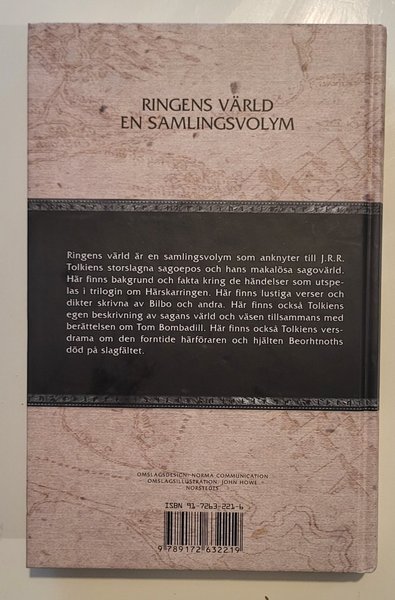 RINGENS VÄRLD
EN SAMLINGSVOLYM
Ringens värld är en samlingsvolym som anknyter till J.R.R.
Tolkiens storslagna sagoepos och hans makalösa sagovärld.
Här finns bakgrund och fakta kring de händelser som utspe-
las i trilogin om Härskarringen. Här finns lustiga verser och
dikter skrivna av Bilbo och andra. Här finns också Tolkiens
egen beskrivning av sagans värld och väsen tillsammans med
berättelsen om Tom Bombadill. Här finns också Tolkiens vers-
drama om den forntide härföraren och hjälten Beorhtnoths
död på slagfältet.
OMSLAGSDESIGN: NORMA COMMUNICATION
OMSLAGSILLUSTRATION: JOHN HOWE
NORSTEDTS
ISBN 91-7263-221-6
9 789172 632219